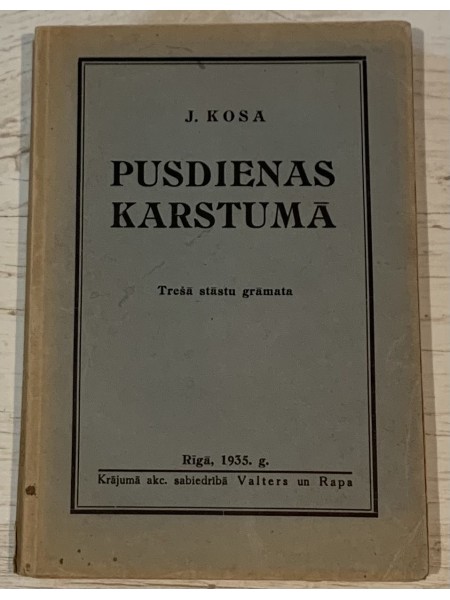 J. KOSA
PUSDIENAS
KARSTUMĀ
Trešā stāstu grāmata
Rīgā, 1935. g.
Krājumā akc. sabiedrībā Valters un Rapa